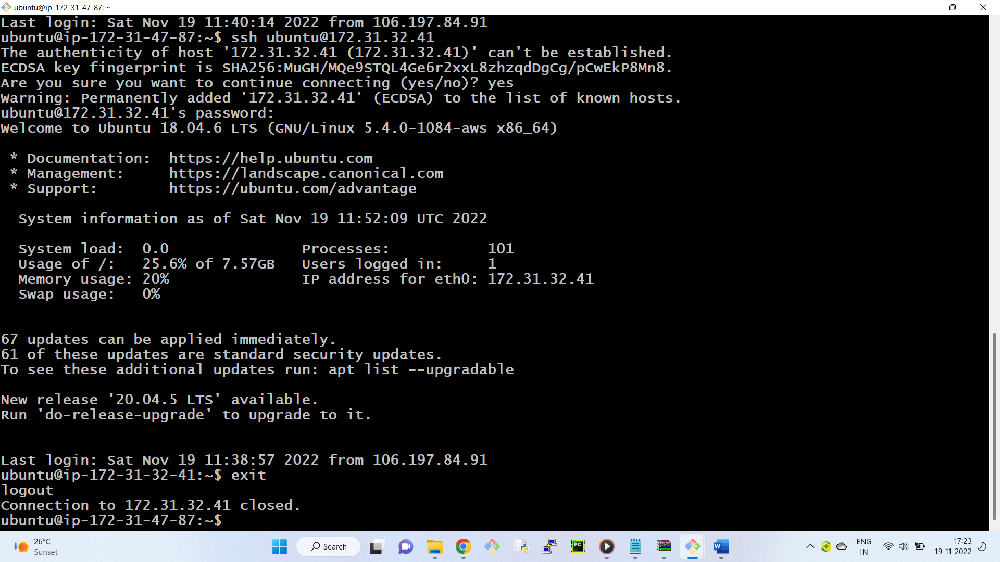 ubuntu@ip-172-31-47-87: ~
Last login: Sat Nov 19 11:40:14 2022 from 106.197.84.91
ubuntu@ip-172-31-47-87:~$ ssh ubuntu@172.31.32.41
The authenticity of host '172.31.32.41 (172.31.32.41)' can't be established.
ECDSA key fingerprint is SHA256:MuGH/MQe9STQL4Ge6r2xxL8zhzqdDgCg/pCwEkP8Mn8.
Are you sure you want to continue connecting (yes/no)? yes
Warning: Permanently added '172.31.32.41' (ECDSA) to the list of known hosts.
ubuntu@172.31.32.41's password:
Welcome to Ubuntu 18.04.6 LTS (GNU/Linux 5.4.0-1084-aws x86_64)
* Documentation:  https://help.ubuntu.com
* Management:     https://landscape.canonical.com
* Support:        https://ubuntu.com/advantage
System information as of Sat Nov 19 11:52:09 UTC 2022
System load:  0.0               Processes:           101
Usage of /:   25.6% of 7.57GB   Users logged in:     1
Memory usage: 20%               IP address for eth0: 172.31.32.41
Swap usage:   0%
67 updates can be applied immediately.
61 of these updates are standard security updates.
To see these additional updates run: apt list --upgradable
New release '20.04.5 LTS' available.
Run 'do-release-upgrade' to upgrade to it.
Last login: Sat Nov 19 11:38:57 2022 from 106.197.84.91
ubuntu@ip-172-31-32-41:~$ exit
logout
Connection to 172.31.32.41 closed.
ubuntu@ip-172-31-47-87:~$
26°C
Sunset
Search
PC
W
ENG
IN
17:23
19-11-2022